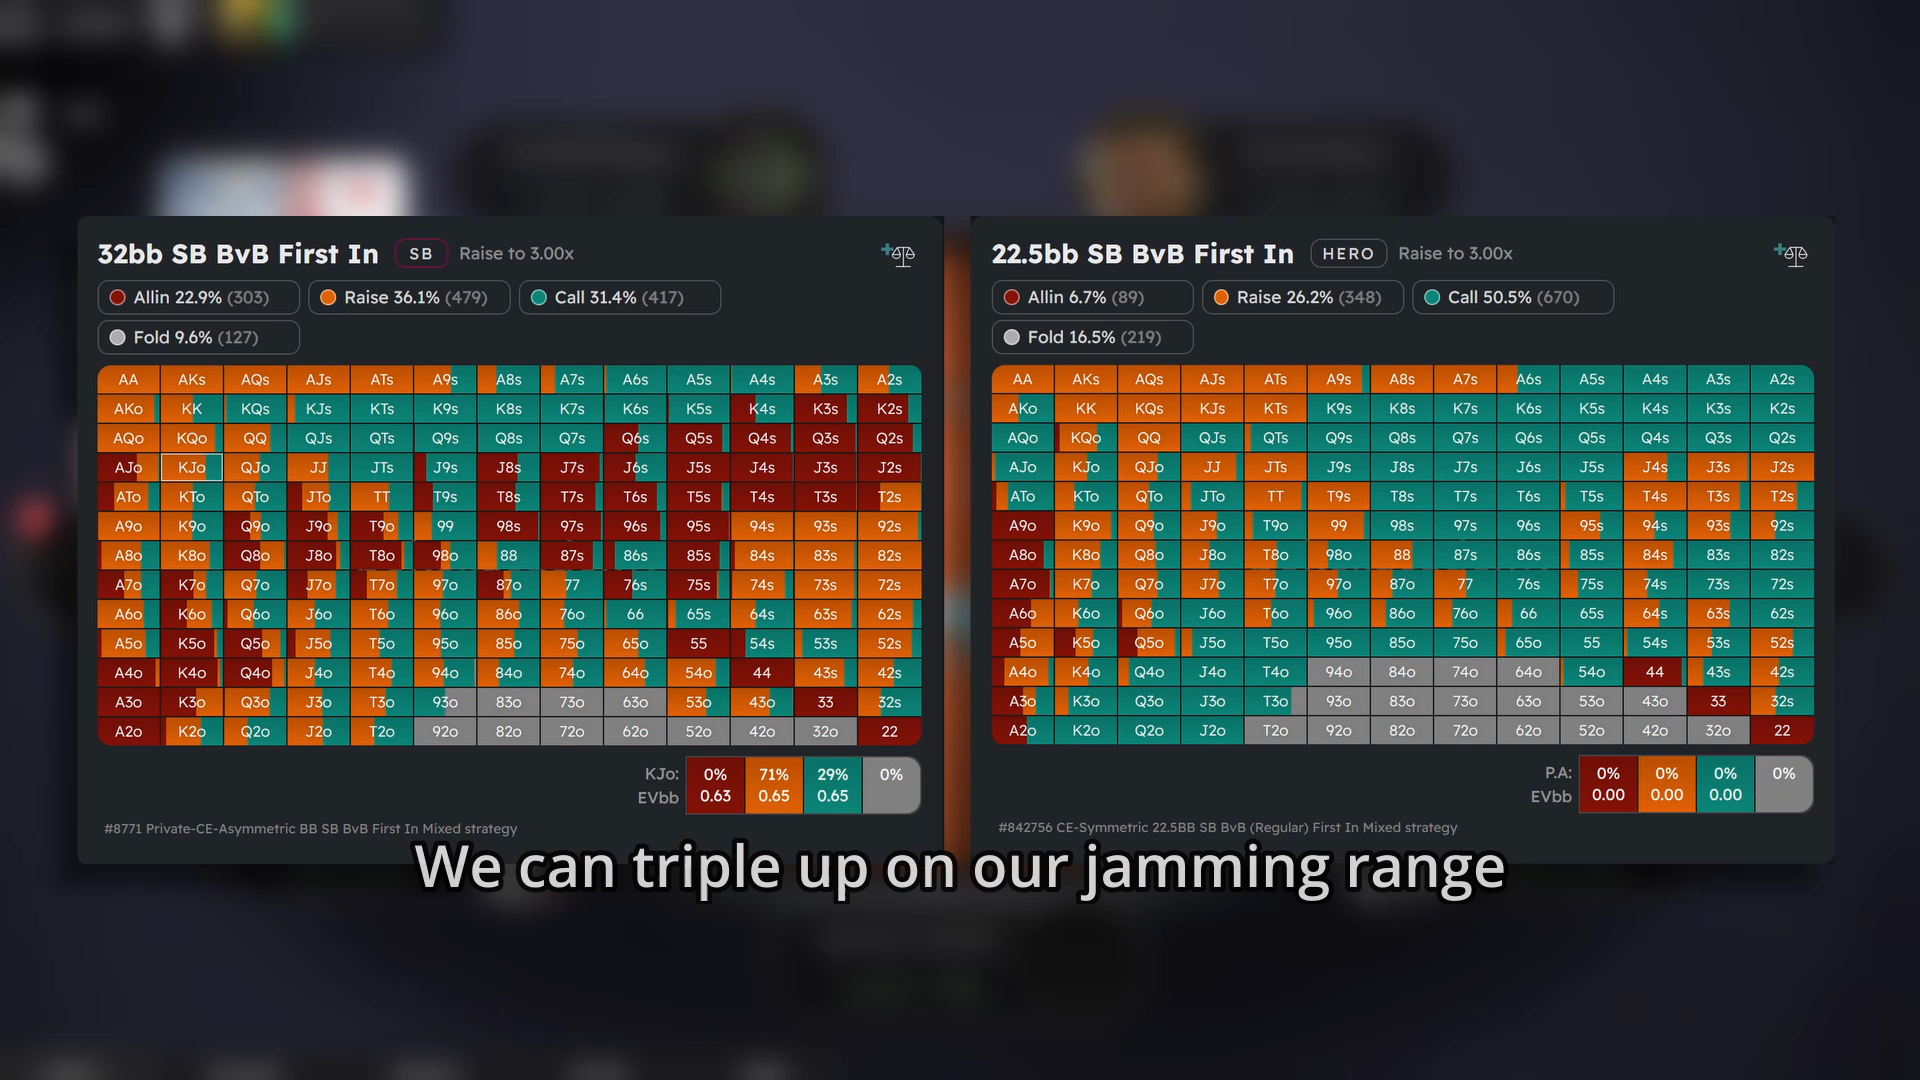 32bb SB BvB First In SB Raise to 3.00x
Allin 22.9% (303) Raise 36.1% (479) Call 31.4% (417)
Fold 9.6% (127)
AA AKs AQs AJs ATs A9s A8s A7s A6s A5s A4s A3s A2s
AKo KK KQs KJs KTs K9s K8s K7s K6s K5s K4s K3s K2s
AQo KQo QQ QJs QTs Q9s Q8s Q7s Q6s Q5s Q4s Q3s Q2s
AJo KJo QJo JJ JTs J9s J8s J7s J6s J5s J4s J3s J2s
ATo KTo QTo JTo TT T9s T8s T7s T6s T5s T4s T3s T2s
A9o K9o Q9o J9o T9o 99 98s 97s 96s 95s 94s 93s 92s
A8o K8o Q8o J8o T8o 98o 88 87s 86s 85s 84s 83s 82s
A7o K7o Q7o J7o T7o 97o 87o 77 76s 75s 74s 73s 72s
A6o K6o Q6o J6o T6o 96o 86o 76o 66 65s 64s 63s 62s
A5o K5o Q5o J5o T5o 95o 85o 75o 65o 55 54s 53s 52s
A4o K4o Q4o J4o T4o 94o 84o 74o 64o 54o 44 43s 42s
A3o K3o Q3o J3o T3o 93o 83o 73o 63o 53o 43o 33 32s
A2o K2o Q2o J2o T2o 92o 82o 72o 62o 52o 42o 32o 22
KJo: 0% 71% 29% 0%
EVbb 0.63 0.65 0.65
#8771 Private-CE-Asymmetric BB SB BvB First In Mixed strategy
22.5bb SB BvB First In HERO Raise to 3.00x
Allin 6.7% (89) Raise 26.2% (348) Call 50.5% (670)
Fold 16.5% (219)
AA AKs AQs AJs ATs A9s A8s A7s A6s A5s A4s A3s A2s
AKo KK KQs KJs KTs K9s K8s K7s K6s K5s K4s K3s K2s
AQo KQo QQ QJs QTs Q9s Q8s Q7s Q6s Q5s Q4s Q3s Q2s
AJo KJo QJo JJ JTs J9s J8s J7s J6s J5s J4s J3s J2s
ATo KTo QTo JTo TT T9s T8s T7s T6s T5s T4s T3s T2s
A9o K9o Q9o J9o T9o 99 98s 97s 96s 95s 94s 93s 92s
A8o K8o Q8o J8o T8o 98o 88 87s 86s 85s 84s 83s 82s
A7o K7o Q7o J7o T7o 97o 87o 77 76s 75s 74s 73s 72s
A6o K6o Q6o J6o T6o 96o 86o 76o 66 65s 64s 63s 62s
A5o K5o Q5o J5o T5o 95o 85o 75o 65o 55 54s 53s 52s
A4o K4o Q4o J4o T4o 94o 84o 74o 64o 54o 44 43s 42s
A3o K3o Q3o J3o T3o 93o 83o 73o 63o 53o 43o 33 32s
A2o K2o Q2o J2o T2o 92o 82o 72o 62o 52o 42o 32o 22
P.A: 0% 0% 0% 0%
EVbb 0.00 0.00 0.00
#842756 CE-Symmetric 22.5BB SB BvB (Regular) First In Mixed strategy
We can triple up on our jamming range